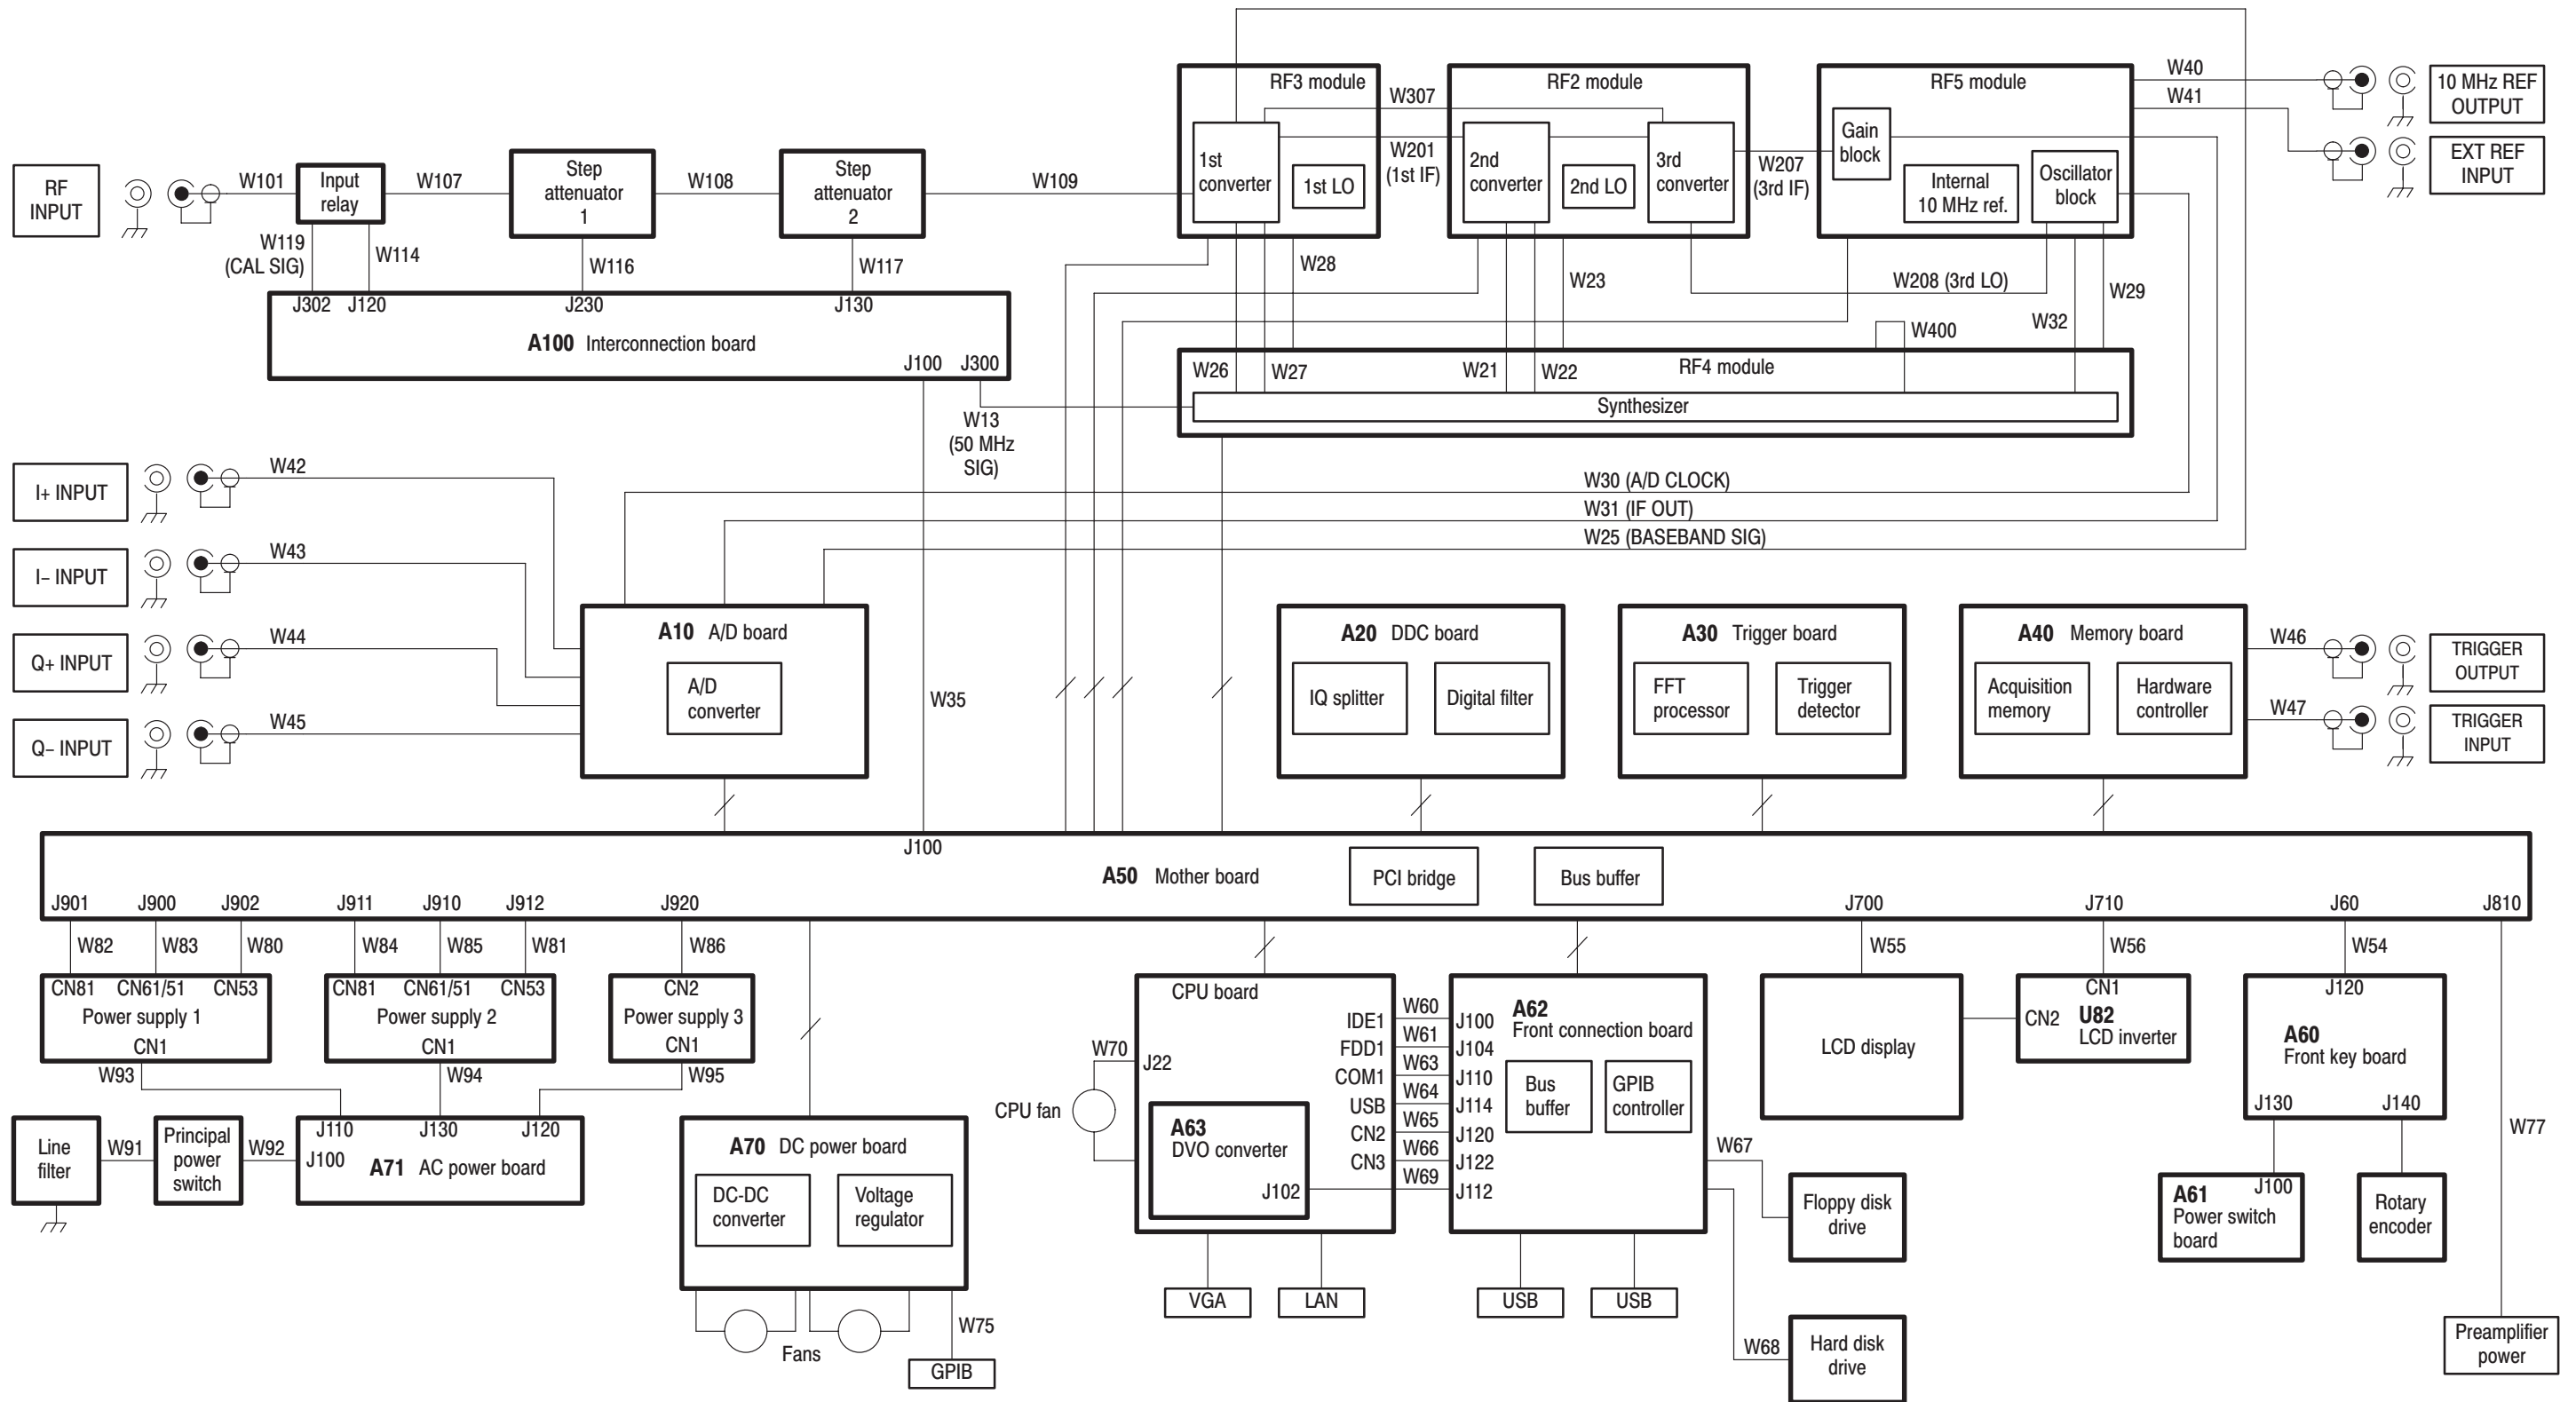 RF3 module
RF2 module
RF5 module
W40
10 MHz REF
OUTPUT
W41
W307
Gain
block
1st
converter
1st LO
W201
(1st IF)
2nd
converter
2nd LO
3rd
converter
W207
(3rd IF)
Internal
10 MHz ref.
Oscillator
block
EXT REF
INPUT
RF
INPUT
W101
Input
relay
W107
Step
attenuator
1
W108
Step
attenuator
2
W109
W119
(CAL SIG)
W114
W116
W117
W28
W23
W208 (3rd LO)
W29
W32
W400
J302
J120
J230
J130
A100 Interconnection board
J100
J300
W26
W27
W21
W22
RF4 module
Synthesizer
W13
(50 MHz
SIG)
I+ INPUT
W42
W30 (A/D CLOCK)
W31 (IF OUT)
W25 (BASEBAND SIG)
I– INPUT
W43
Q+ INPUT
W44
Q– INPUT
W45
A10 A/D board
A/D
converter
W35
A20 DDC board
IQ splitter
Digital filter
A30 Trigger board
FFT
processor
Trigger
detector
A40 Memory board
Acquisition
memory
Hardware
controller
W46
TRIGGER
OUTPUT
W47
TRIGGER
INPUT
J100
A50 Mother board
PCI bridge
Bus buffer
J901
J900
J902
J911
J910
J912
J920
J700
J710
J60
J810
W82
W83
W80
W84
W85
W81
W86
W55
W56
W54
CN81
CN61/51
CN53
Power supply 1
CN1
CN81
CN61/51
CN53
Power supply 2
CN1
CN2
Power supply 3
CN1
W93
W94
W95
Line
filter
W91
Principal
power
switch
W92
J110
J130
J120
J100
A71 AC power board
A70 DC power board
DC-DC
converter
Voltage
regulator
Fans
W75
GPIB
CPU board
W70
J22
CPU fan
A63
DVO converter
J102
IDE1
FDD1
COM1
USB
CN2
CN3
W60
W61
W63
W64
W65
W66
W69
J100
J104
J110
J114
J120
J122
J112
A62
Front connection board
Bus
buffer
GPIB
controller
VGA
LAN
USB
USB
W67
Floppy disk
drive
W68
Hard disk
drive
LCD display
CN1
CN2
U82
LCD inverter
J120
A60
Front key board
J130
J140
J100
A61
Power switch
board
Rotary
encoder
W77
Preamplifier
power